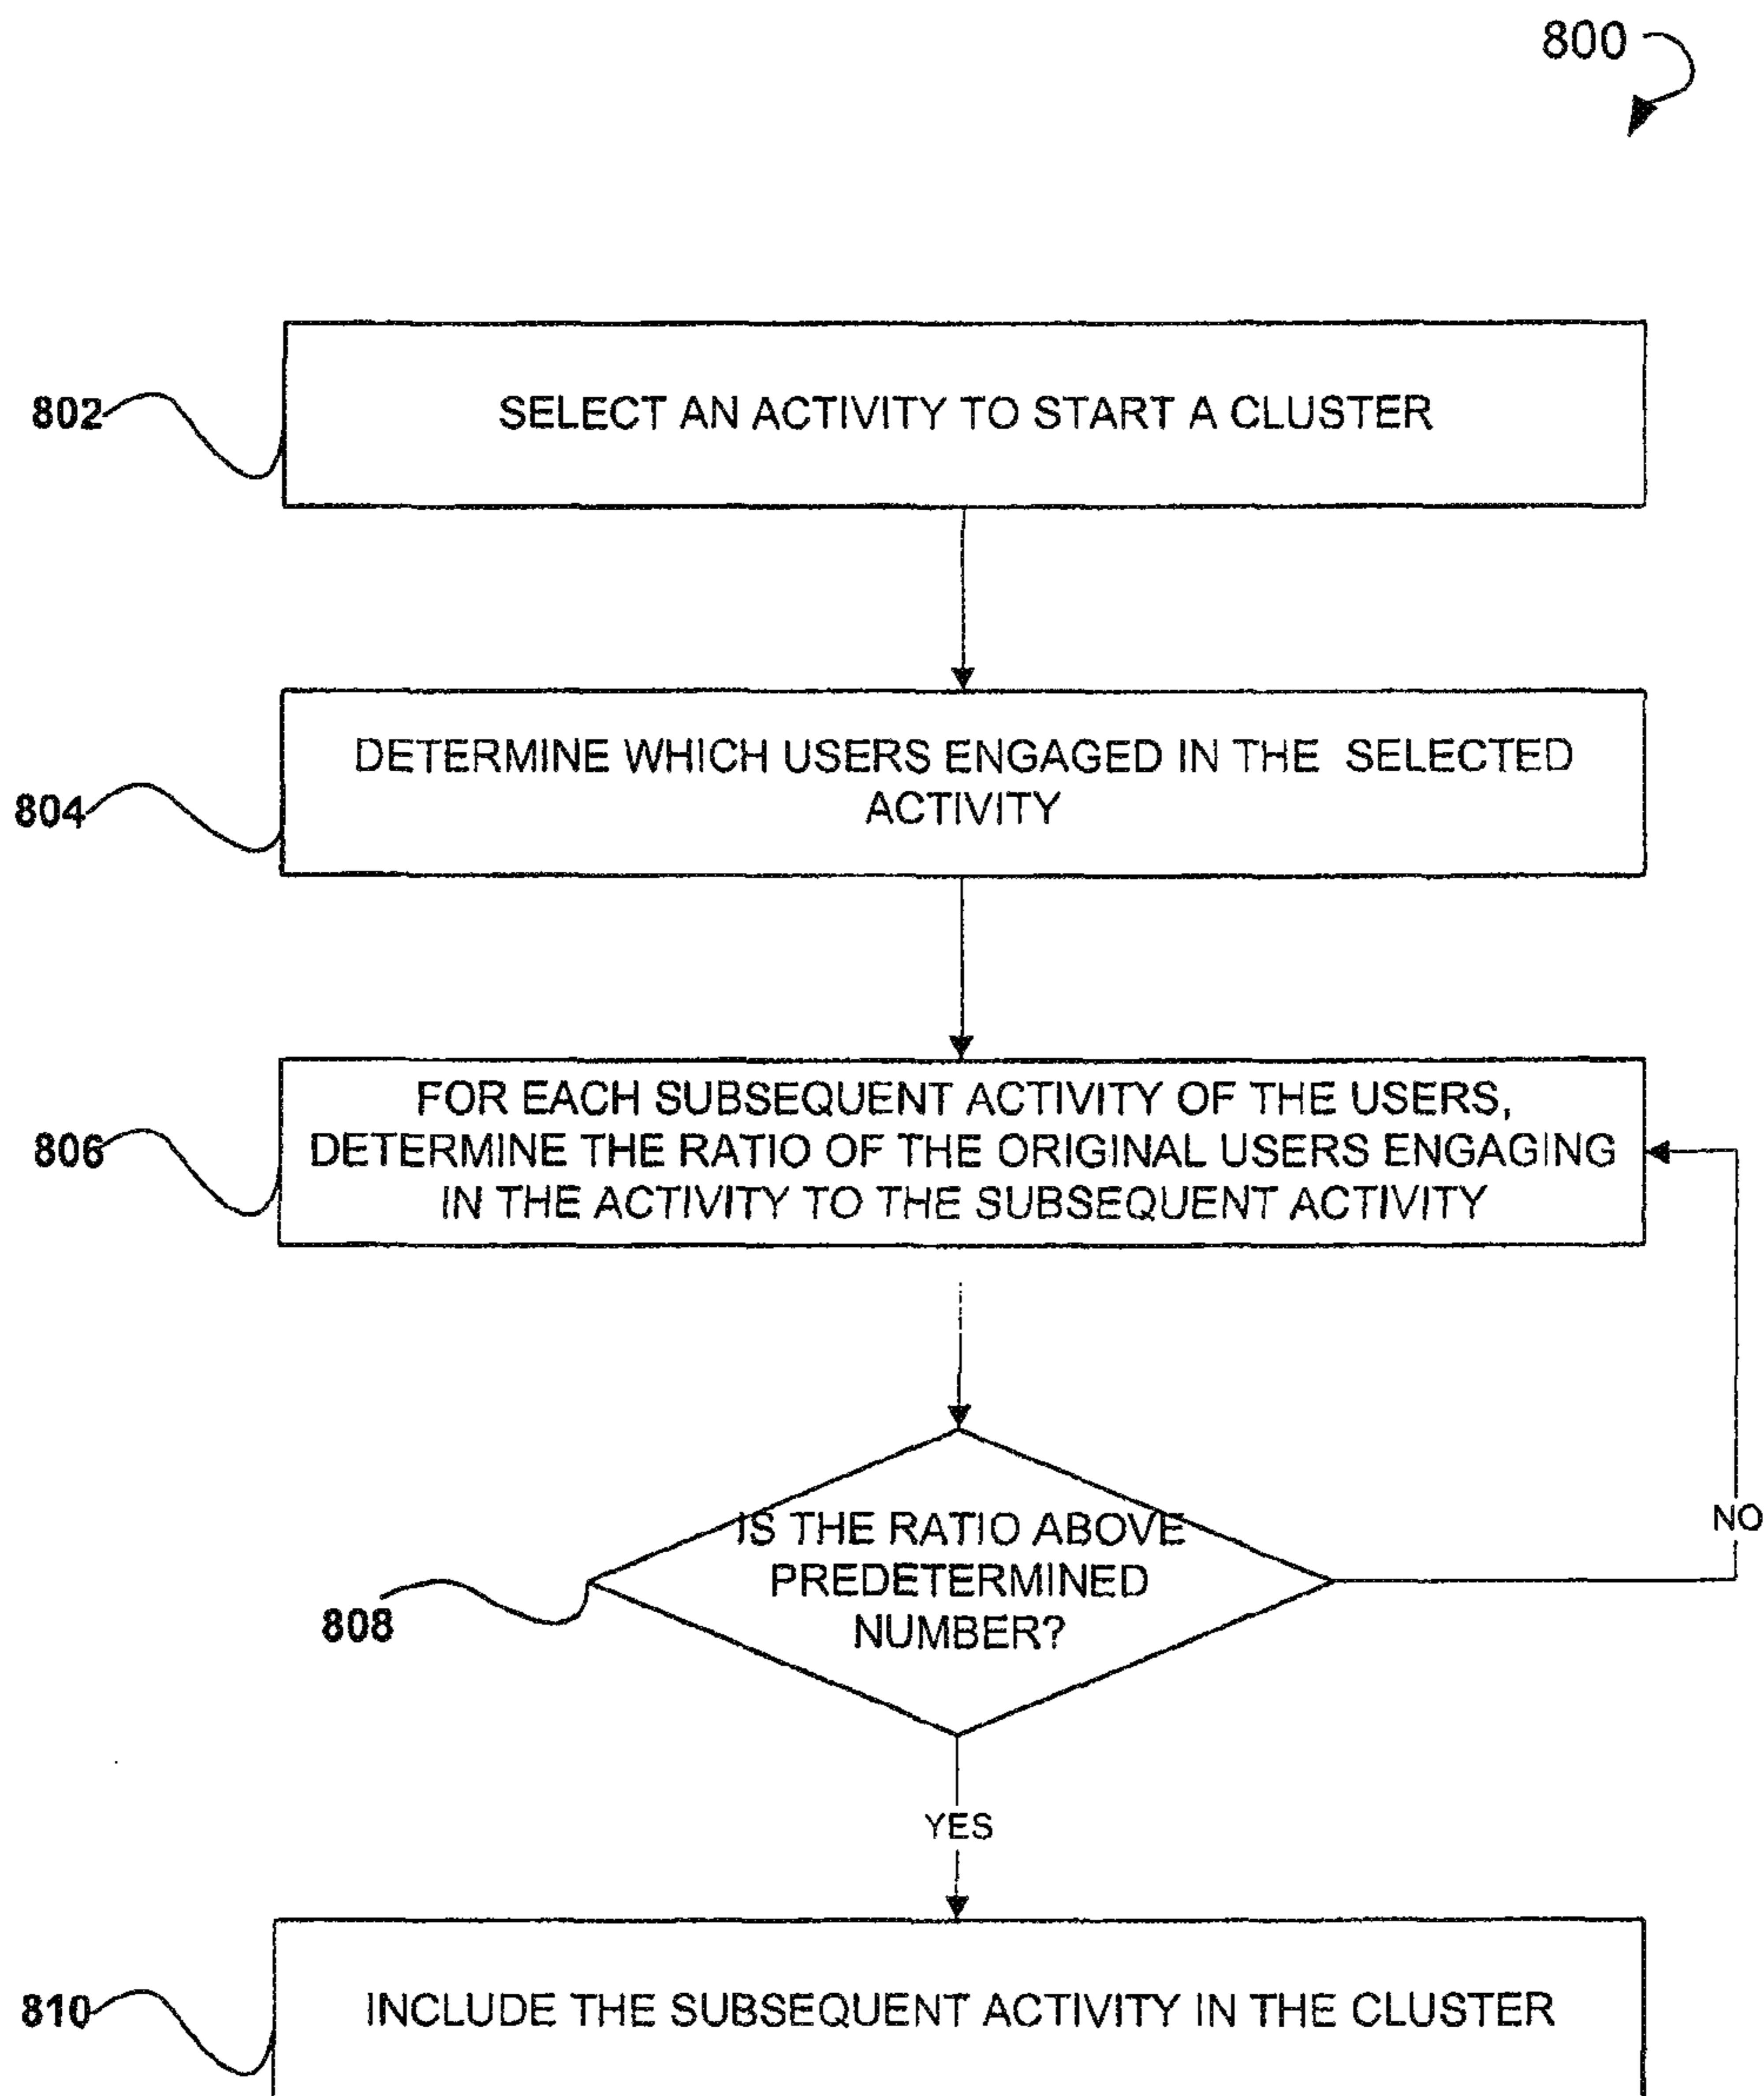 800
802
SELECT AN ACTIVITY TO START A CLUSTER
804
DETERMINE WHICH USERS ENGAGED IN THE SELECTED
ACTIVITY
806
FOR EACH SUBSEQUENT ACTIVITY OF THE USERS,
DETERMINE THE RATIO OF THE ORIGINAL USERS ENGAGING
IN THE ACTIVITY TO THE SUBSEQUENT ACTIVITY
808
IS THE RATIO ABOVE
PREDETERMINED
NUMBER?
NO
YES
810
INCLUDE THE SUBSEQUENT ACTIVITY IN THE CLUSTER